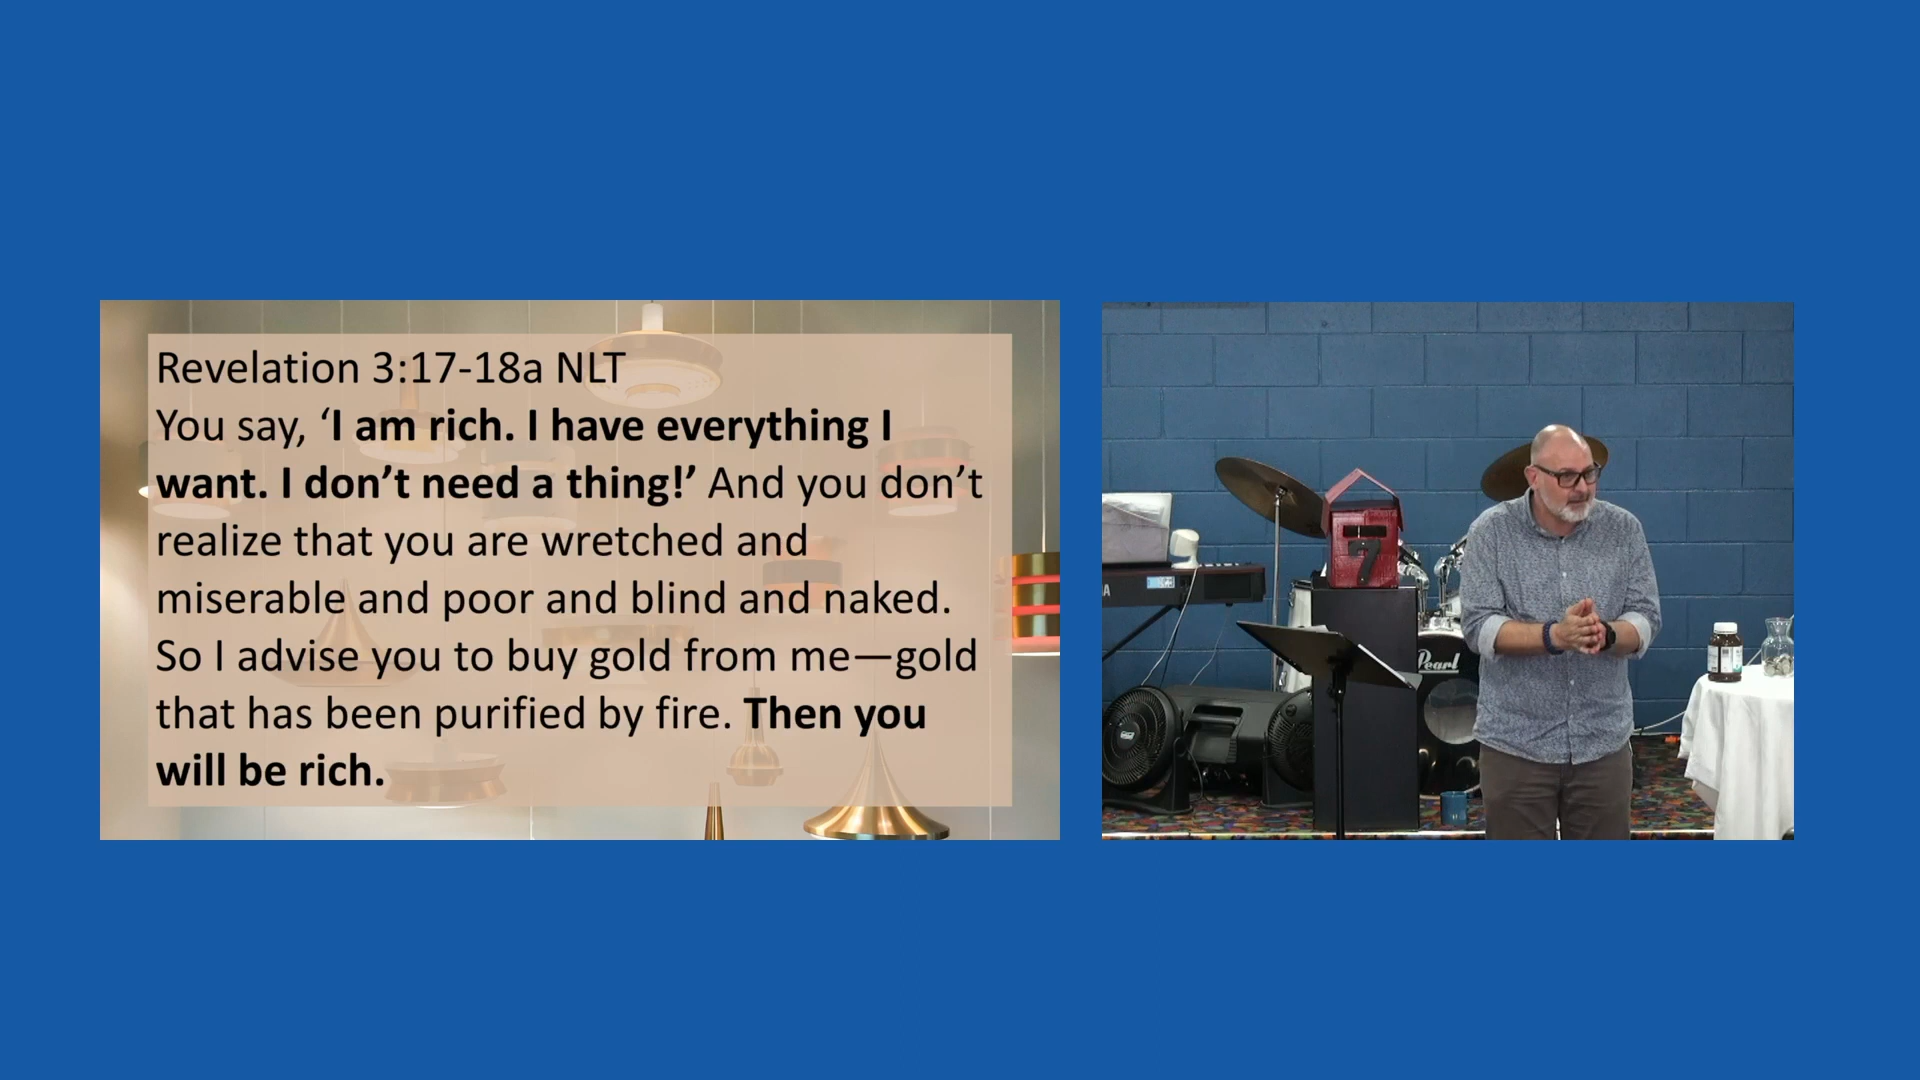 Revelation 3:17-18a NLT
You say, ‘I am rich. I have everything I
want. I don’t need a thing!’ And you don’t
realize that you are wretched and
miserable and poor and blind and naked.
So I advise you to buy gold from me—gold
that has been purified by fire. Then you
will be rich.
7
Pearl